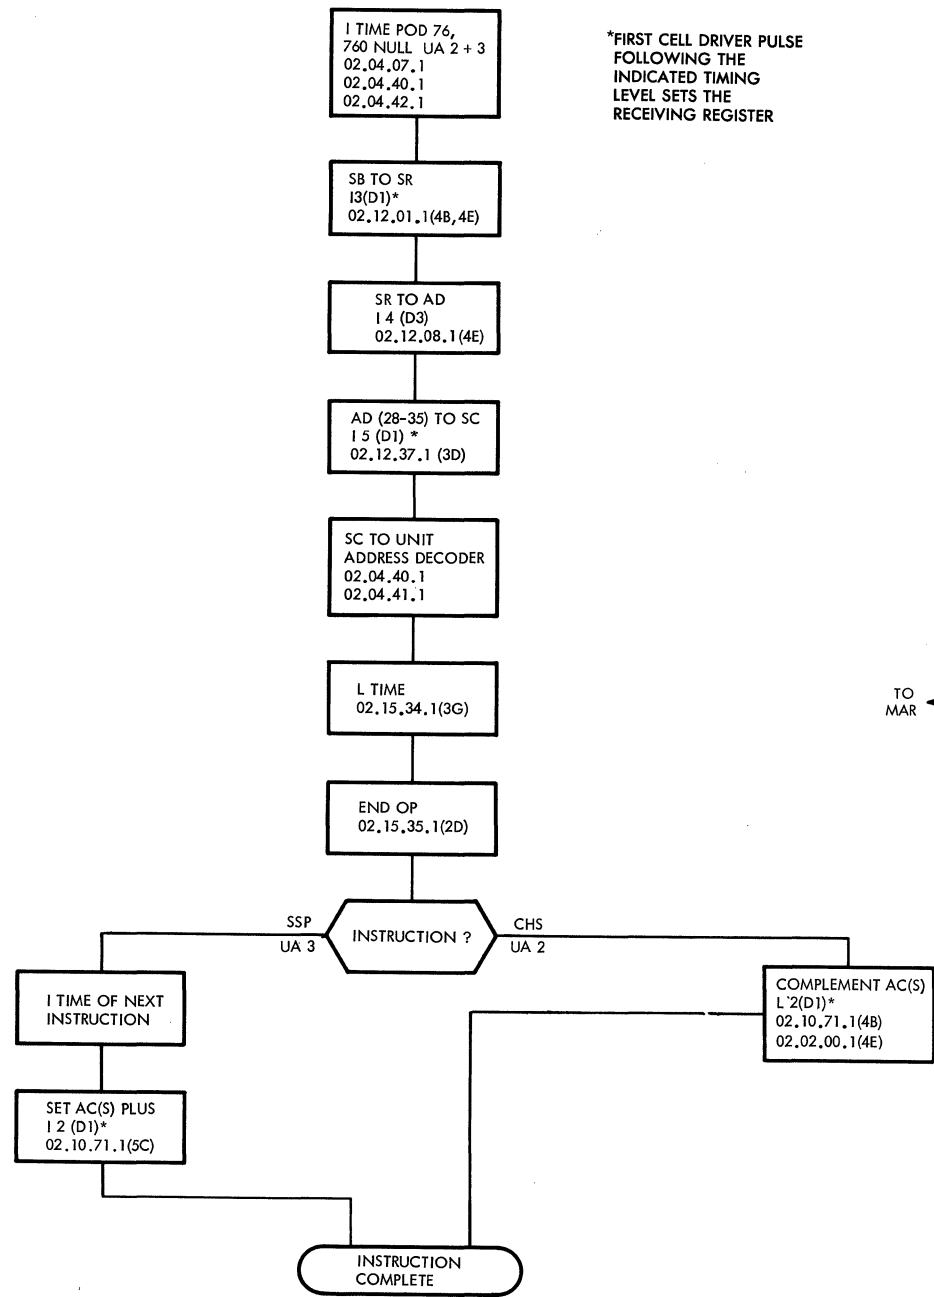 I TIME POD 76,
760 NULL UA 2 + 3
02.04.07.1
02.04.40.1
02.04.42.1
*FIRST CELL DRIVER PULSE
FOLLOWING THE
INDICATED TIMING
LEVEL SETS THE
RECEIVING REGISTER
SB TO SR
I3(D1)*
02.12.01.1(4B,4E)
SR TO AD
I 4 (D3)
02.12.08.1(4E)
AD (28-35) TO SC
I 5 (D1) *
02.12.37.1 (3D)
SC TO UNIT
ADDRESS DECODER
02.04.40.1
02.04.41.1
L TIME
02.15.34.1(3G)
TO
MAR
END OP
02.15.35.1(2D)
SSP
UA 3
INSTRUCTION ?
CHS
UA 2
I TIME OF NEXT
INSTRUCTION
COMPLEMENT AC(S)
L 2(D1)*
02.10.71.1(4B)
02.02.00.1(4E)
SET AC(S) PLUS
I 2 (D1)*
02.10.71.1(5C)
INSTRUCTION
COMPLETE